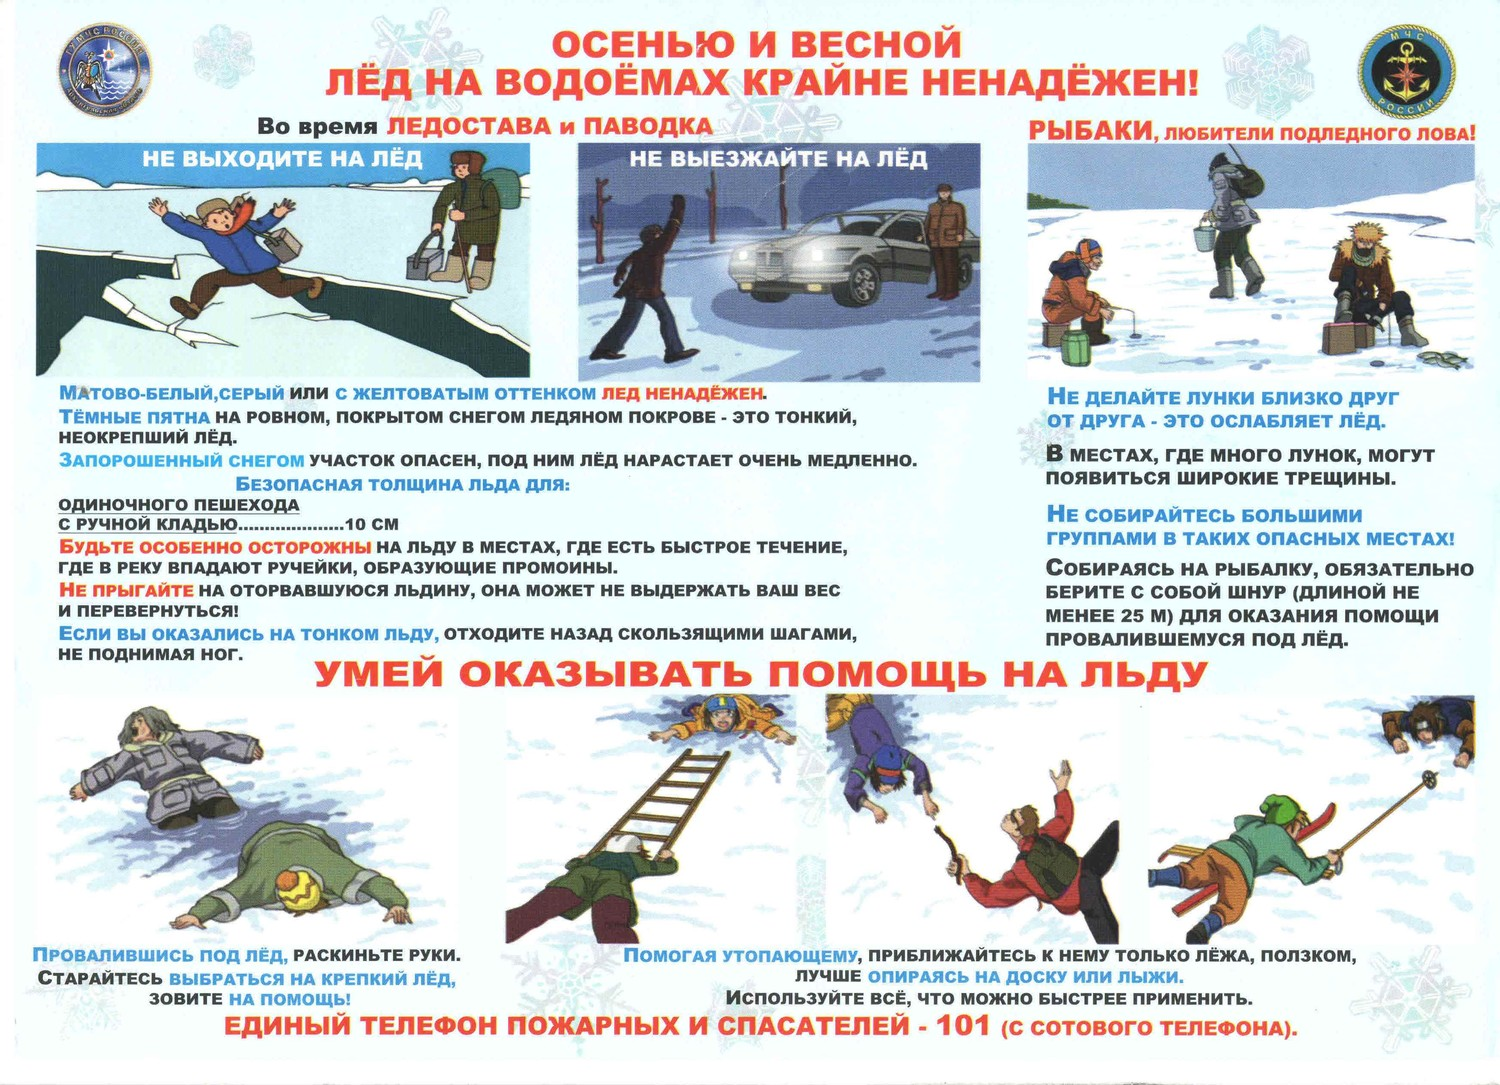 ОСЕНЬЮ И ВЕСНОЙ
ЛЁД НА ВОДОЁМАХ КРАЙНЕ НЕНАДЁЖЕН!
ГУ МЧС РОССИИ
МЧС
РОССИИ
Во время ЛЕДОСТАВА и ПАВОДКА
НЕ ВЫХОДИТЕ НА ЛЁД
НЕ ВЫЕЗЖАЙТЕ НА ЛЁД
МАТОВО-БЕЛЫЙ,СЕРЫЙ ИЛИ С ЖЕЛТОВАТЫМ ОТТЕНКОМ ЛЕД НЕНАДЁЖЕН.
ТЁМНЫЕ ПЯТНА НА РОВНОМ, ПОКРЫТОМ СНЕГОМ ЛЕДЯНОМ ПОКРОВЕ - ЭТО ТОНКИЙ,
НЕОКРЕПШИЙ ЛЁД.
ЗАПОРОШЕННЫЙ СНЕГОМ УЧАСТОК ОПАСЕН, ПОД НИМ ЛЁД НАРАСТАЕТ ОЧЕНЬ МЕДЛЕННО.
БЕЗОПАСНАЯ ТОЛЩИНА ЛЬДА ДЛЯ:
ОДИНОЧНОГО ПЕШЕХОДА
С РУЧНОЙ КЛАДЬЮ....................10 СМ
БУДЬТЕ ОСОБЕННО ОСТОРОЖНЫ НА ЛЬДУ В МЕСТАХ, ГДЕ ЕСТЬ БЫСТРОЕ ТЕЧЕНИЕ,
ГДЕ В РЕКУ ВПАДАЮТ РУЧЕЙКИ, ОБРАЗУЮЩИЕ ПРОМОИНЫ.
НЕ ПРЫГАЙТЕ НА ОТОРВАВШУЮСЯ ЛЬДИНУ, ОНА МОЖЕТ НЕ ВЫДЕРЖАТЬ ВАШ ВЕС
И ПЕРЕВЕРНУТЬСЯ!
ЕСЛИ ВЫ ОКАЗАЛИСЬ НА ТОНКОМ ЛЬДУ, ОТХОДИТЕ НАЗАД СКОЛЬЗЯЩИМИ ШАГАМИ,
НЕ ПОДНИМАЯ НОГ.
РЫБАКИ, ЛЮБИТЕЛИ ПОДЛЕДНОГО ЛОВА!
НЕ ДЕЛАЙТЕ ЛУНКИ БЛИЗКО ДРУГ
ОТ ДРУГА - ЭТО ОСЛАБЛЯЕТ ЛЁД.
В МЕСТАХ, ГДЕ МНОГО ЛУНОК, МОГУТ
ПОЯВИТЬСЯ ШИРОКИЕ ТРЕЩИНЫ.
НЕ СОБИРАЙТЕСЬ БОЛЬШИМИ
ГРУППАМИ В ТАКИХ ОПАСНЫХ МЕСТАХ!
СОБИРАЯСЬ НА РЫБАЛКУ, ОБЯЗАТЕЛЬНО
БЕРИТЕ С СОБОЙ ШНУР (ДЛИНОЙ НЕ
МЕНЕЕ 25 М) ДЛЯ ОКАЗАНИЯ ПОМОЩИ
ПРОВАЛИВШЕМУСЯ ПОД ЛЁД.
УМЕЙ ОКАЗЫВАТЬ ПОМОЩЬ НА ЛЬДУ
ПРОВАЛИВШИСЬ ПОД ЛЁД, РАСКИНЬТЕ РУКИ.
СТАРАЙТЕСЬ ВЫБРАТЬСЯ НА КРЕПКИЙ ЛЁД,
ЗОВИТЕ НА ПОМОЩЬ!
ПОМОГАЯ УТОПАЮЩЕМУ, ПРИБЛИЖАЙТЕСЬ К НЕМУ ТОЛЬКО ЛЁЖА, ПОЛЗКОМ,
ЛУЧШЕ ОПИРАЯСЬ НА ДОСКУ ИЛИ ЛЫЖИ.
ИСПОЛЬЗУЙТЕ ВСЁ, ЧТО МОЖНО БЫСТРЕЕ ПРИМЕНИТЬ.
ЕДИНЫЙ ТЕЛЕФОН ПОЖАРНЫХ И СПАСАТЕЛЕЙ - 101 (С СОТОВОГО ТЕЛЕФОНА).